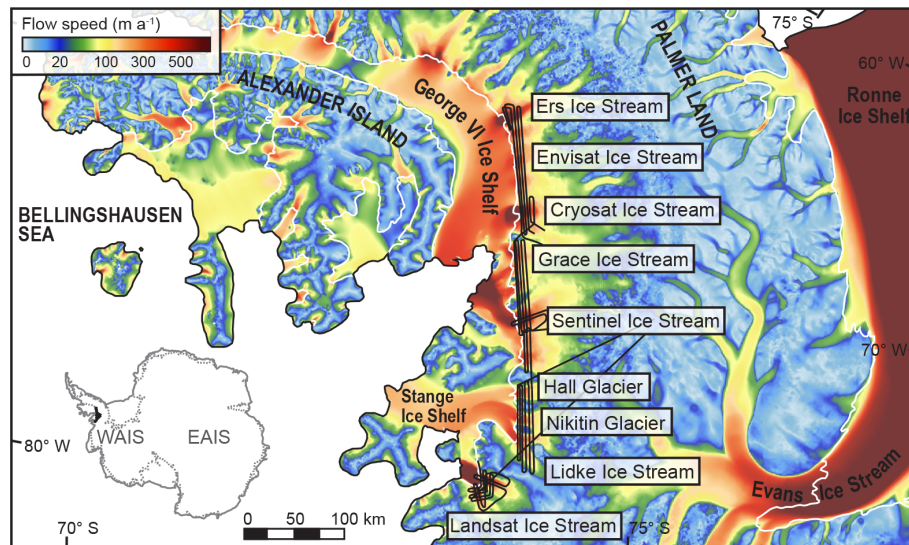 Flow speed (m a⁻¹)
0 20 100 300 500
75° S
60° W
Ronne
Ice Shelf
PALMER LAND
ALEXANDER ISLAND
George VI Ice Shelf
Ers Ice Stream
Envisat Ice Stream
Cryosat Ice Stream
BELLINGSHAUSEN
SEA
Grace Ice Stream
Sentinel Ice Stream
70° W
Hall Glacier
Stange
Ice Shelf
Nikitin Glacier
WAIS EAIS
80° W
Lidke Ice Stream
Evans Ice Stream
0 50 100 km
Landsat Ice Stream
70° S
75° S